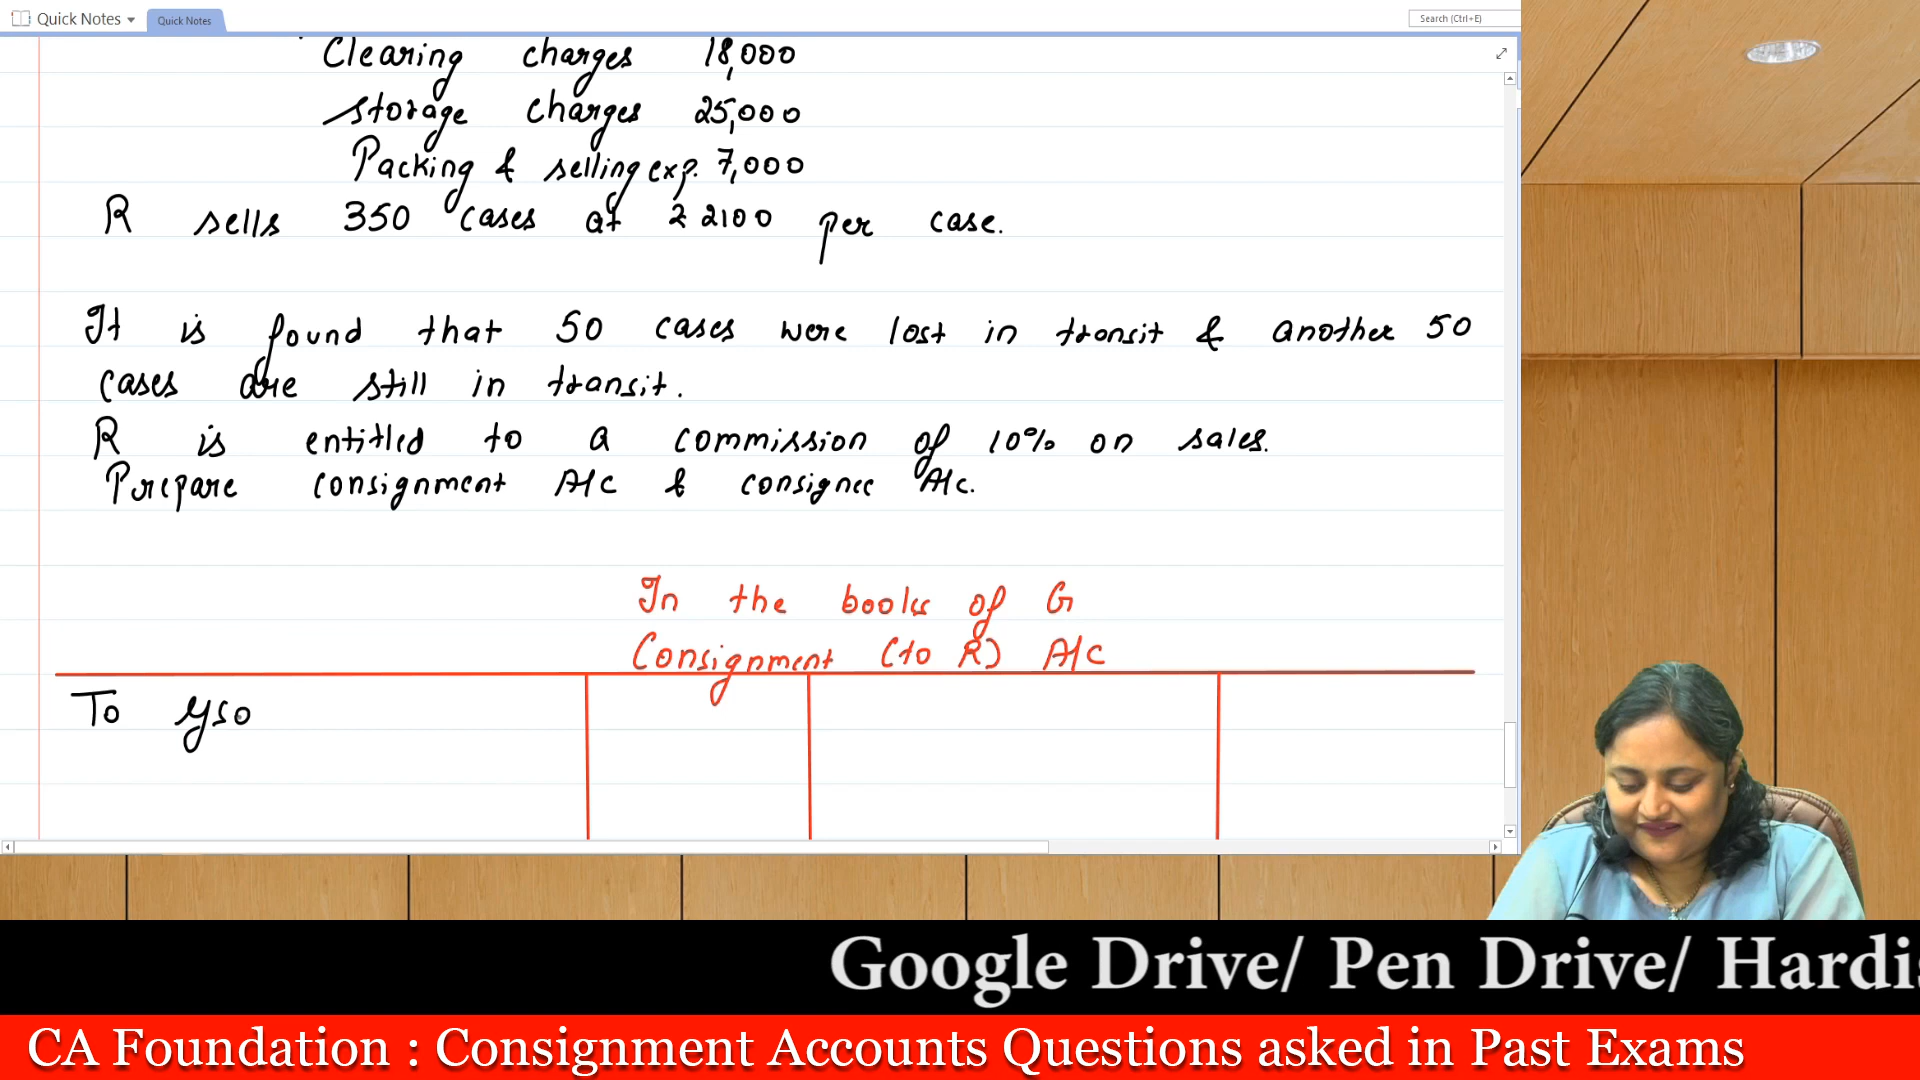 Quick Notes
Quick Notes
Search (Ctrl+E)
Clearing charges 18,000
storage charges 25,000
Packing & selling exp. 7,000
R sells 350 cases at ₹ 2100 per case.
It is found that 50 cases were lost in transit & another 50
cases are still in transit.
R is entitled to a commission of 10% on sales.
Prepare consignment A/c & consignee A/c.
In the books of G
Consignment (to R) A/c
To GSO
Google Drive/ Pen Drive/ Hardis
CA Foundation : Consignment Accounts Questions asked in Past Exams